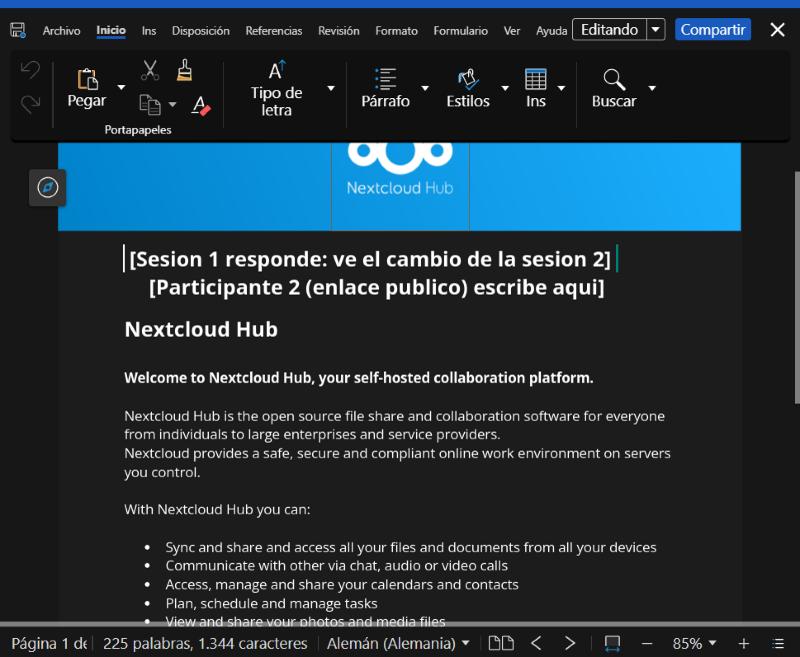 Archivo Inicio Ins Disposición Referencias Revisión Formato Formulario Ver Ayuda Editando Compartir
Pegar
Portapapeles
Tipo de
letra
Párrafo
Estilos
Ins
Buscar
Nextcloud Hub
[Sesion 1 responde: ve el cambio de la sesion 2]
[Participante 2 (enlace publico) escribe aqui]
Nextcloud Hub
Welcome to Nextcloud Hub, your self-hosted collaboration platform.
Nextcloud Hub is the open source file share and collaboration software for everyone
from individuals to large enterprises and service providers.
Nextcloud provides a safe, secure and compliant online work environment on servers
you control.
With Nextcloud Hub you can:
• Sync and share and access all your files and documents from all your devices
• Communicate with other via chat, audio or video calls
• Access, manage and share your calendars and contacts
• Plan, schedule and manage tasks
• View and share your photos and media files
Página 1 de 225 palabras, 1.344 caracteres Alemán (Alemania) 85%